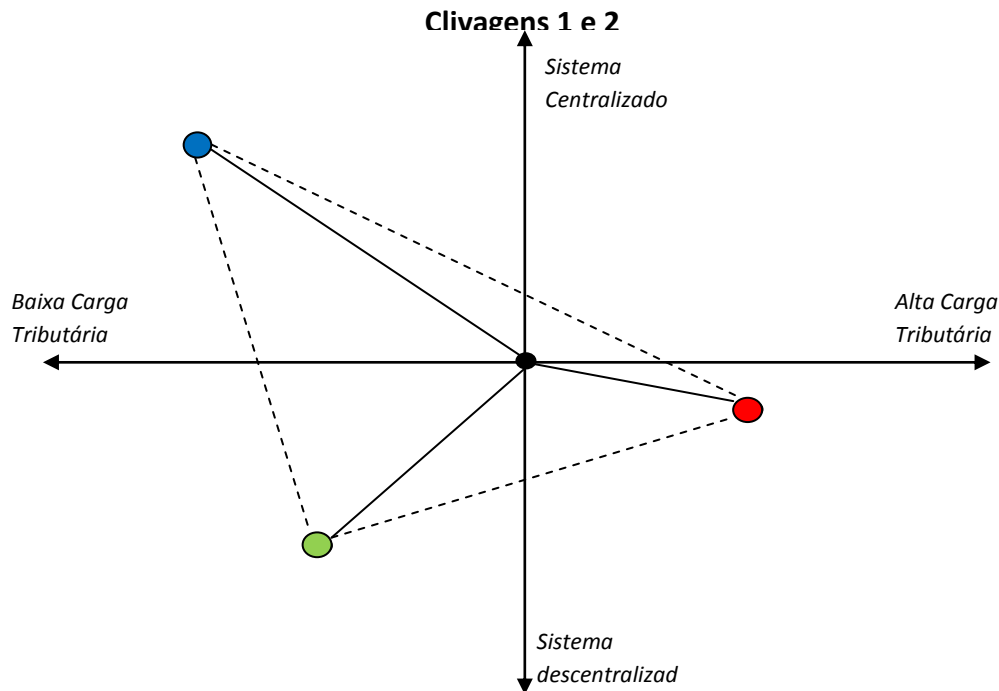 Clivagens 1 e 2
Sistema
Centralizado
Baixa Carga
Tributária
Alta Carga
Tributária
Sistema
descentralizad